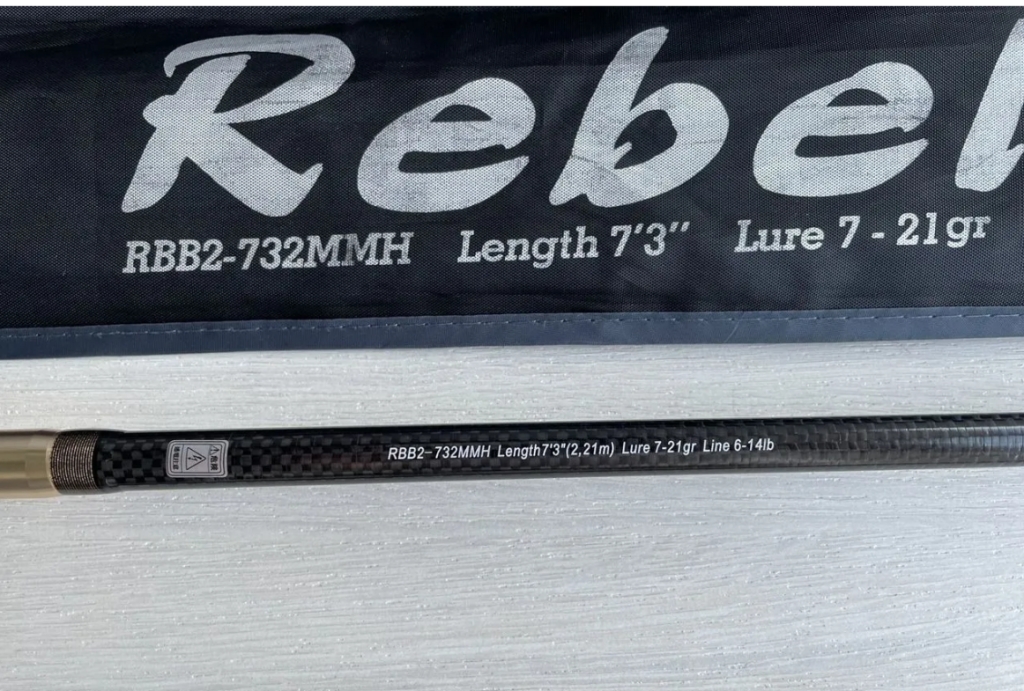 Rebel
RBB2-732MMH Length 7'3'' Lure 7 - 21gr
RBB2-732MMH Length7'3"(2,21m) Lure 7-21gr Line 6-14lb